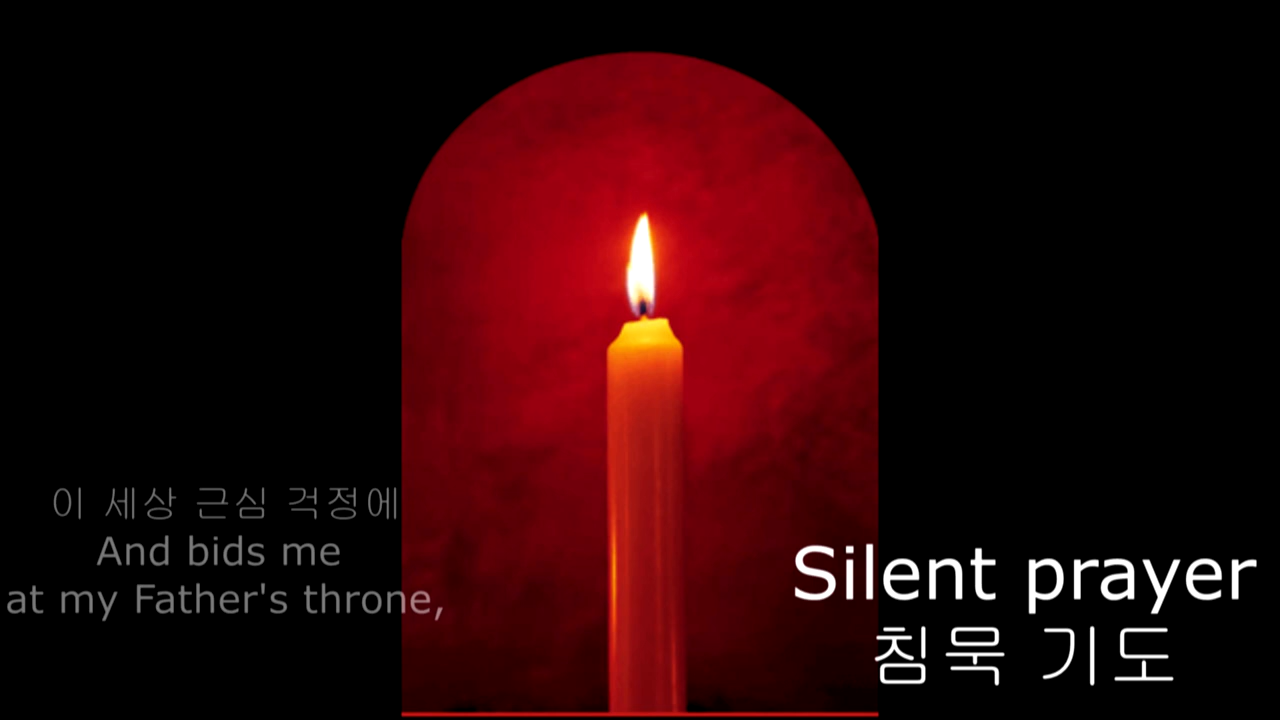 이 세상 근심 걱정에
And bids me
at my Father's throne,
Silent prayer
침묵 기도